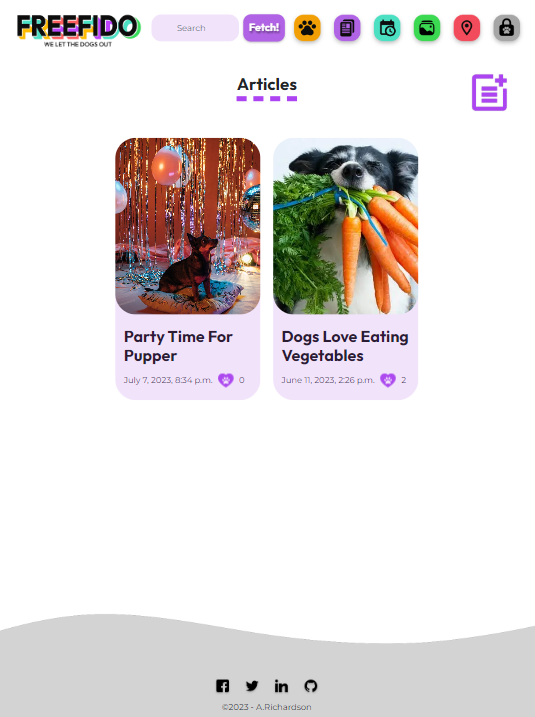 FREEFIDO
WE LET THE DOGS OUT
Search
Fetch!
Articles
Party Time For
Pupper
July 7, 2023, 8:34 p.m.
0
Dogs Love Eating
Vegetables
June 11, 2023, 2:26 p.m.
2
©2023 - A.Richardson